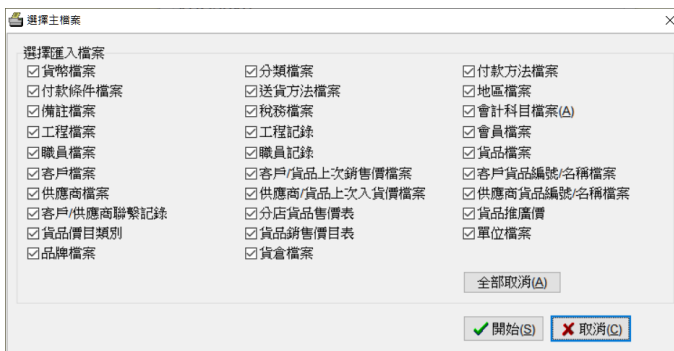 選擇主檔案
選擇匯入檔案
貨幣檔案 分類檔案 付款方法檔案
付款條件檔案 送貨方法檔案 地區檔案
備註檔案 稅務檔案 會計科目檔案(A)
工程檔案 工程記錄 會員檔案
職員檔案 職員記錄 貨品檔案
客戶檔案 客戶/貨品上次銷售價檔案 客戶貨品編號/名稱檔案
供應商檔案 供應商/貨品上次入貨價檔案 供應商貨品編號/名稱檔案
客戶/供應商聯繫記錄 分店貨品售價表 貨品推廣價
貨品價目類別 貨品銷售價目表 單位檔案
品牌檔案 貨倉檔案
全部取消(A)
開始(S) 取消(C)